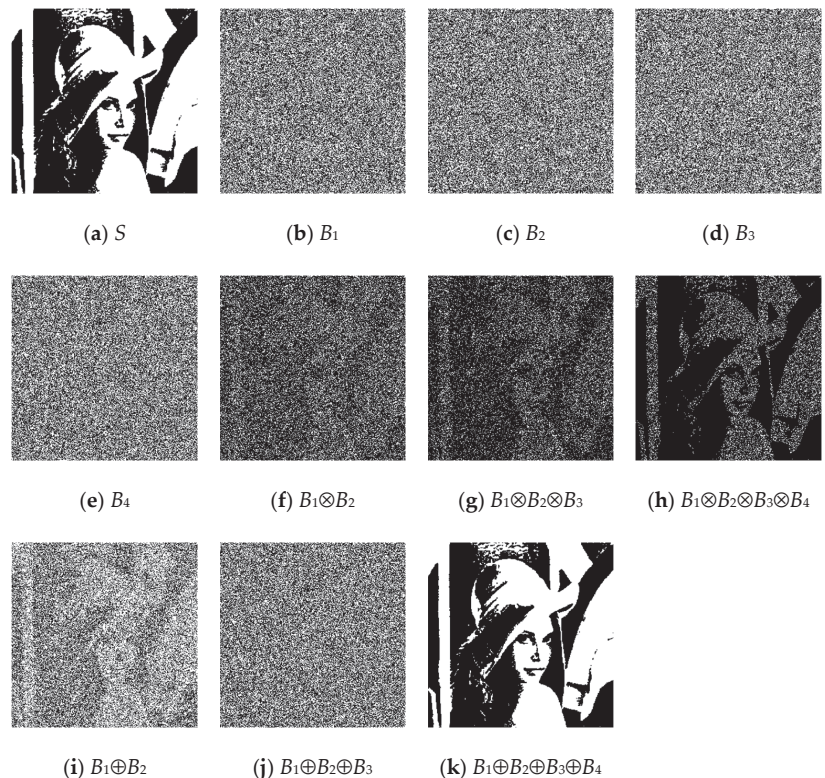 (a) S
(b) B1
(c) B2
(d) B3
(e) B4
(f) B1⊗B2
(g) B1⊗B2⊗B3
(h) B1⊗B2⊗B3⊗B4
(i) B1⊕B2
(j) B1⊕B2⊕B3
(k) B1⊕B2⊕B3⊕B4